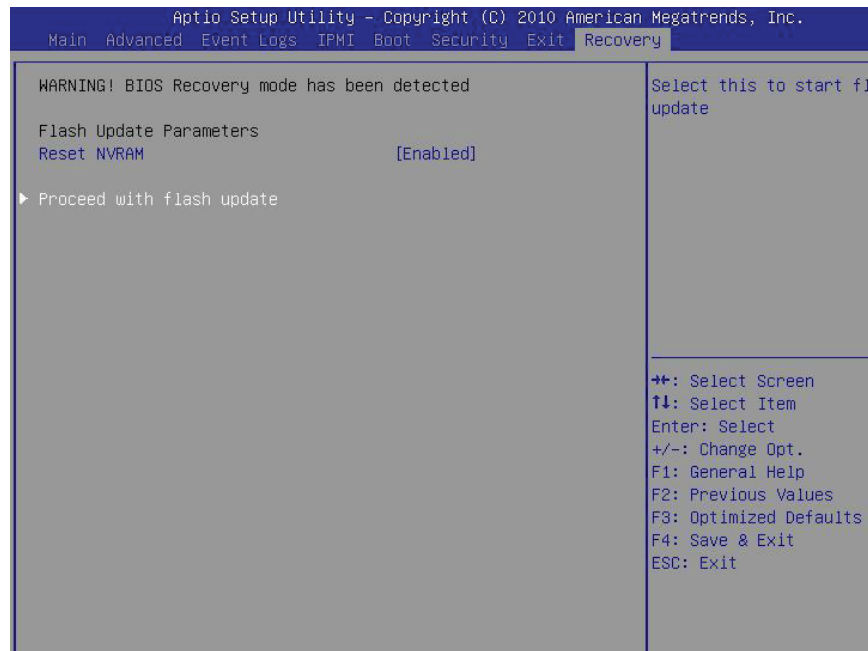 Aptio Setup Utility – Copyright (C) 2010 American Megatrends, Inc.
Main Advanced Event Logs IPMI Boot Security Exit Recovery
WARNING! BIOS Recovery mode has been detected
Flash Update Parameters
Reset NVRAM [Enabled]
▶ Proceed with flash update
Select this to start
update
→←: Select Screen
↑↓: Select Item
Enter: Select
+/-: Change Opt.
F1: General Help
F2: Previous Values
F3: Optimized Defaults
F4: Save & Exit
ESC: Exit